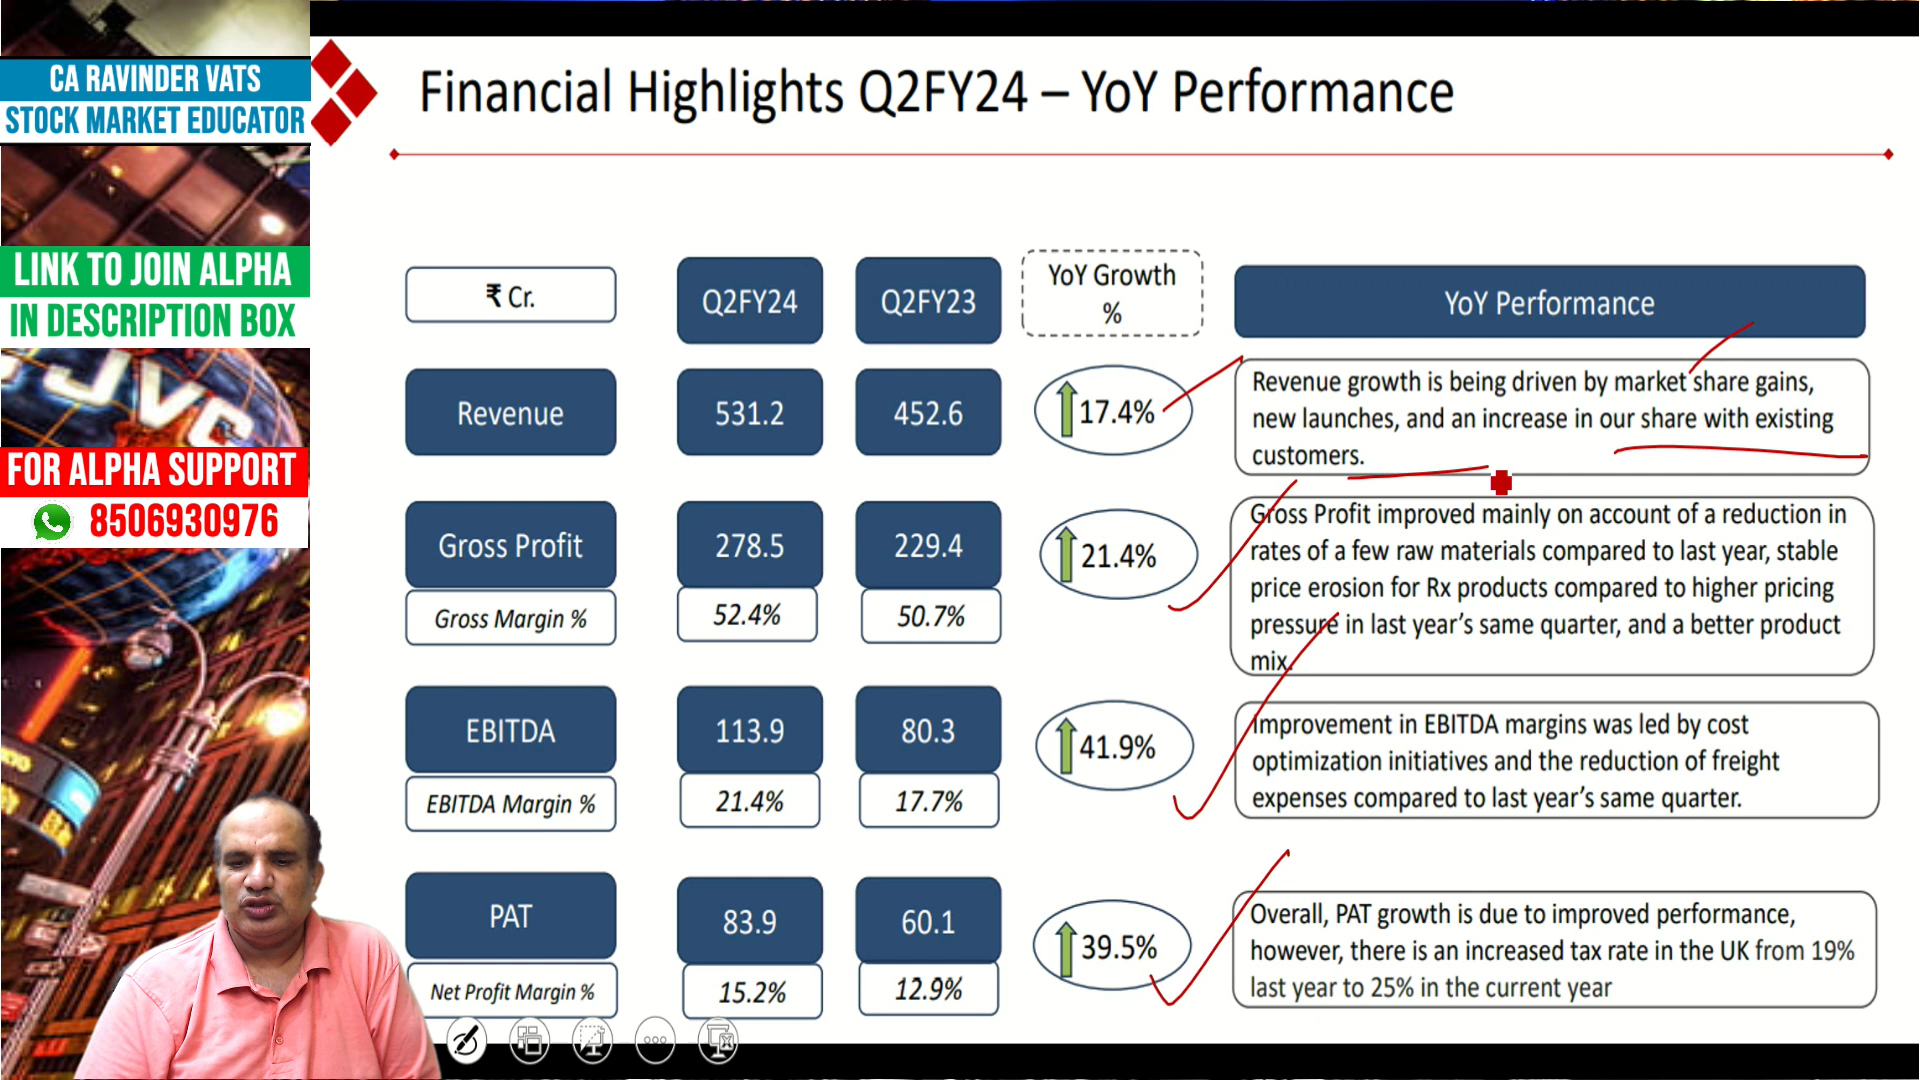 CA RAVINDER VATS
STOCK MARKET EDUCATOR
LINK TO JOIN ALPHA
IN DESCRIPTION BOX
JVC
FOR ALPHA SUPPORT
8506930976
Financial Highlights Q2FY24 – YoY Performance
₹ Cr.
Q2FY24
Q2FY23
YoY Growth
%
YoY Performance
Revenue
531.2
452.6
17.4%
Revenue growth is being driven by market share gains,
new launches, and an increase in our share with existing
customers.
Gross Profit
278.5
229.4
21.4%
Gross Margin %
52.4%
50.7%
Gross Profit improved mainly on account of a reduction in
rates of a few raw materials compared to last year, stable
price erosion for Rx products compared to higher pricing
pressure in last year’s same quarter, and a better product
mix.
EBITDA
113.9
80.3
41.9%
EBITDA Margin %
21.4%
17.7%
Improvement in EBITDA margins was led by cost
optimization initiatives and the reduction of freight
expenses compared to last year’s same quarter.
PAT
83.9
60.1
39.5%
Net Profit Margin %
15.2%
12.9%
Overall, PAT growth is due to improved performance,
however, there is an increased tax rate in the UK from 19%
last year to 25% in the current year